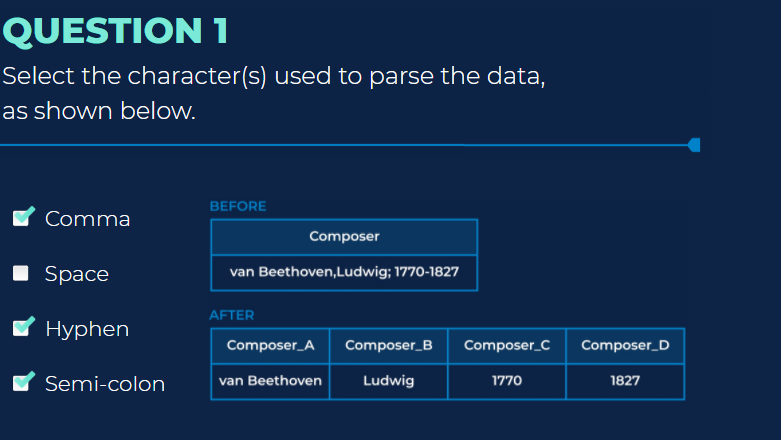 QUESTION 1
Select the character(s) used to parse the data,
as shown below.
Comma
Space
Hyphen
Semi-colon
BEFORE
Composer
van Beethoven,Ludwig; 1770-1827
AFTER
Composer_A Composer_B Composer_C Composer_D
van Beethoven Ludwig 1770 1827